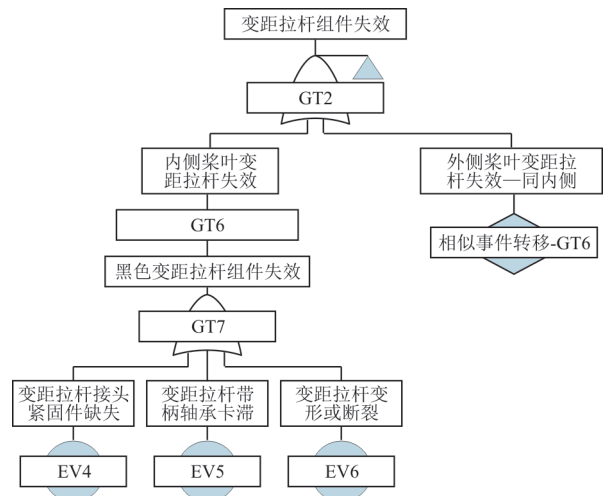 变距拉杆组件失效
GT2
内侧桨叶变
距拉杆失效
外侧桨叶变距拉
杆失效—同内侧
GT6
相似事件转移-GT6
黑色变距拉杆组件失效
GT7
变距拉杆接头
紧固件缺失
变距拉杆带
柄轴承卡滞
变距拉杆变
形或断裂
EV4
EV5
EV6